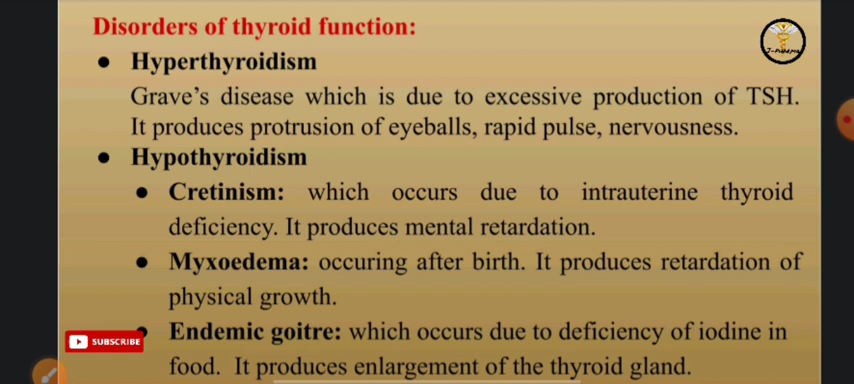 Disorders of thyroid function:
● Hyperthyroidism
Grave's disease which is due to excessive production of TSH.
It produces protrusion of eyeballs, rapid pulse, nervousness.
● Hypothyroidism
● Cretinism: which occurs due to intrauterine thyroid
deficiency. It produces mental retardation.
● Myxoedema: occuring after birth. It produces retardation of
physical growth.
● Endemic goitre: which occurs due to deficiency of iodine in
food. It produces enlargement of the thyroid gland.
SUBSCRIBE